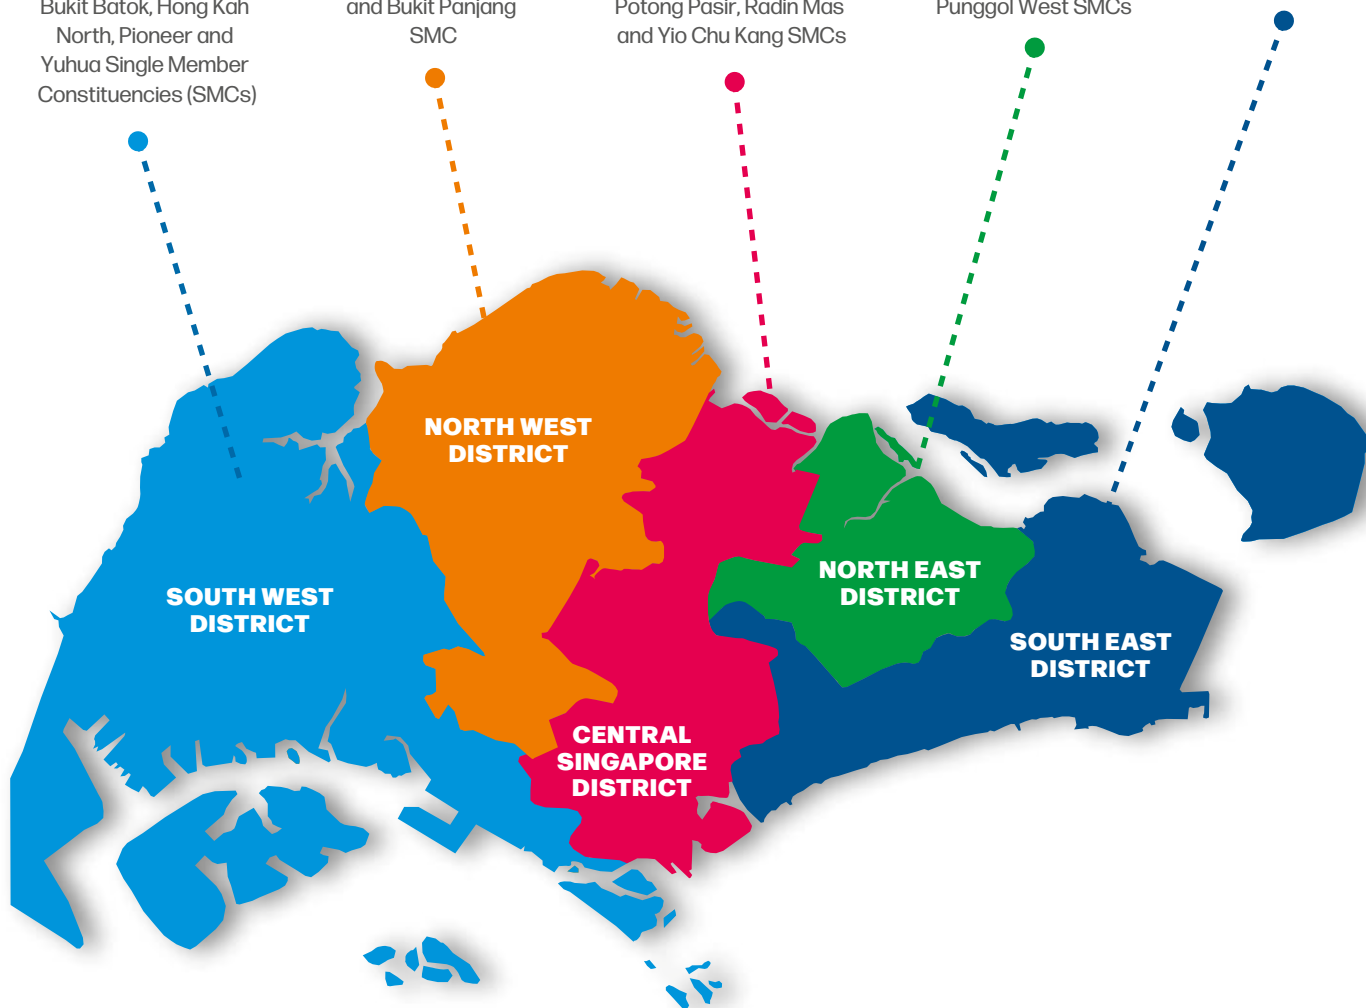 Bukit Batok, Hong Kah
North, Pioneer and
Yuhua Single Member
Constituencies (SMCs)
and Bukit Panjang
SMC
Potong Pasir, Radin Mas
and Yio Chu Kang SMCs
Punggol West SMCs
NORTH WEST
DISTRICT
SOUTH WEST
DISTRICT
NORTH EAST
DISTRICT
SOUTH EAST
DISTRICT
CENTRAL
SINGAPORE
DISTRICT